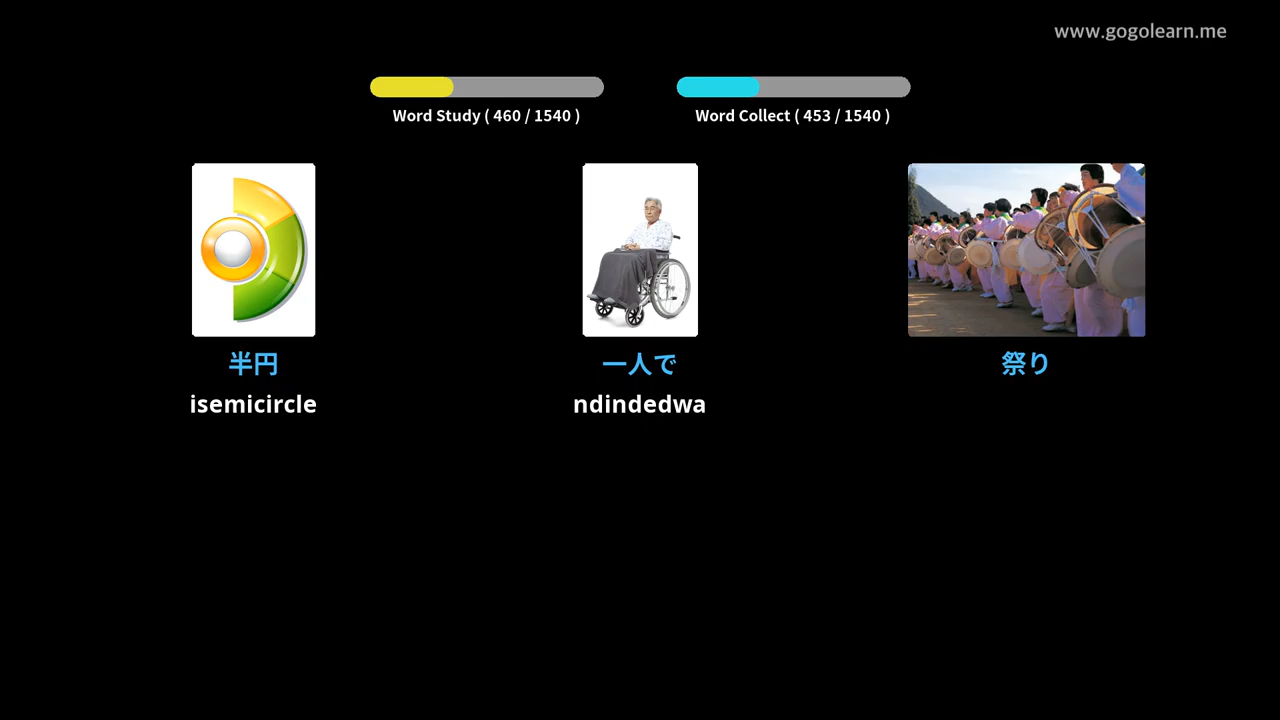 www.gogolearn.me
Word Study ( 460 / 1540 )
Word Collect ( 453 / 1540 )
半円
一人で
祭り
isemicircle
ndindedwa